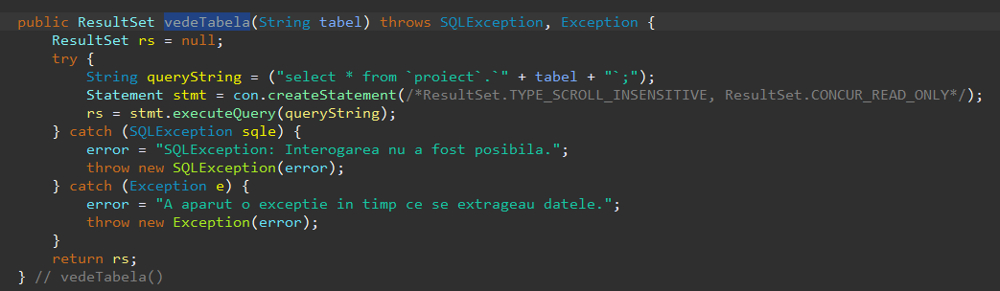 public ResultSet vedeTabela(String tabel) throws SQLException, Exception {
    ResultSet rs = null;
    try {
        String queryString = ("select * from `proiect`.`" + tabel + "`;");
        Statement stmt = con.createStatement(/*ResultSet.TYPE_SCROLL_INSENSITIVE, ResultSet.CONCUR_READ_ONLY*/);
        rs = stmt.executeQuery(queryString);
    } catch (SQLException sqle) {
        error = "SQLException: Interogarea nu a fost posibila.";
        throw new SQLException(error);
    } catch (Exception e) {
        error = "A aparut o exceptie in timp ce se extrageau datele.";
        throw new Exception(error);
    }
    return rs;
} // vedeTabela()